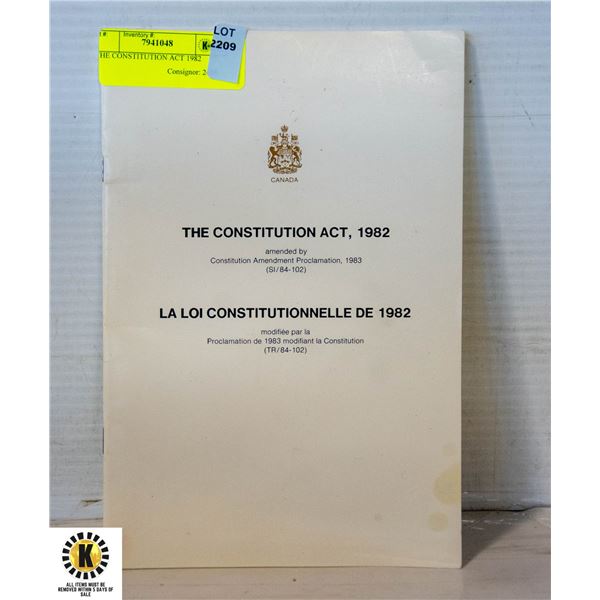 #: Inventory #: LOT
7941048 K 2209
THE CONSTITUTION ACT 1982
Consignor: 2
CANADA
THE CONSTITUTION ACT, 1982
amended by
Constitution Amendment Proclamation, 1983
(SI/84-102)
LA LOI CONSTITUTIONNELLE DE 1982
modifiée par la
Proclamation de 1983 modifiant la Constitution
(TR/84-102)
K
ALL ITEMS MUST BE
REMOVED WITHIN 5 DAYS OF
SALE